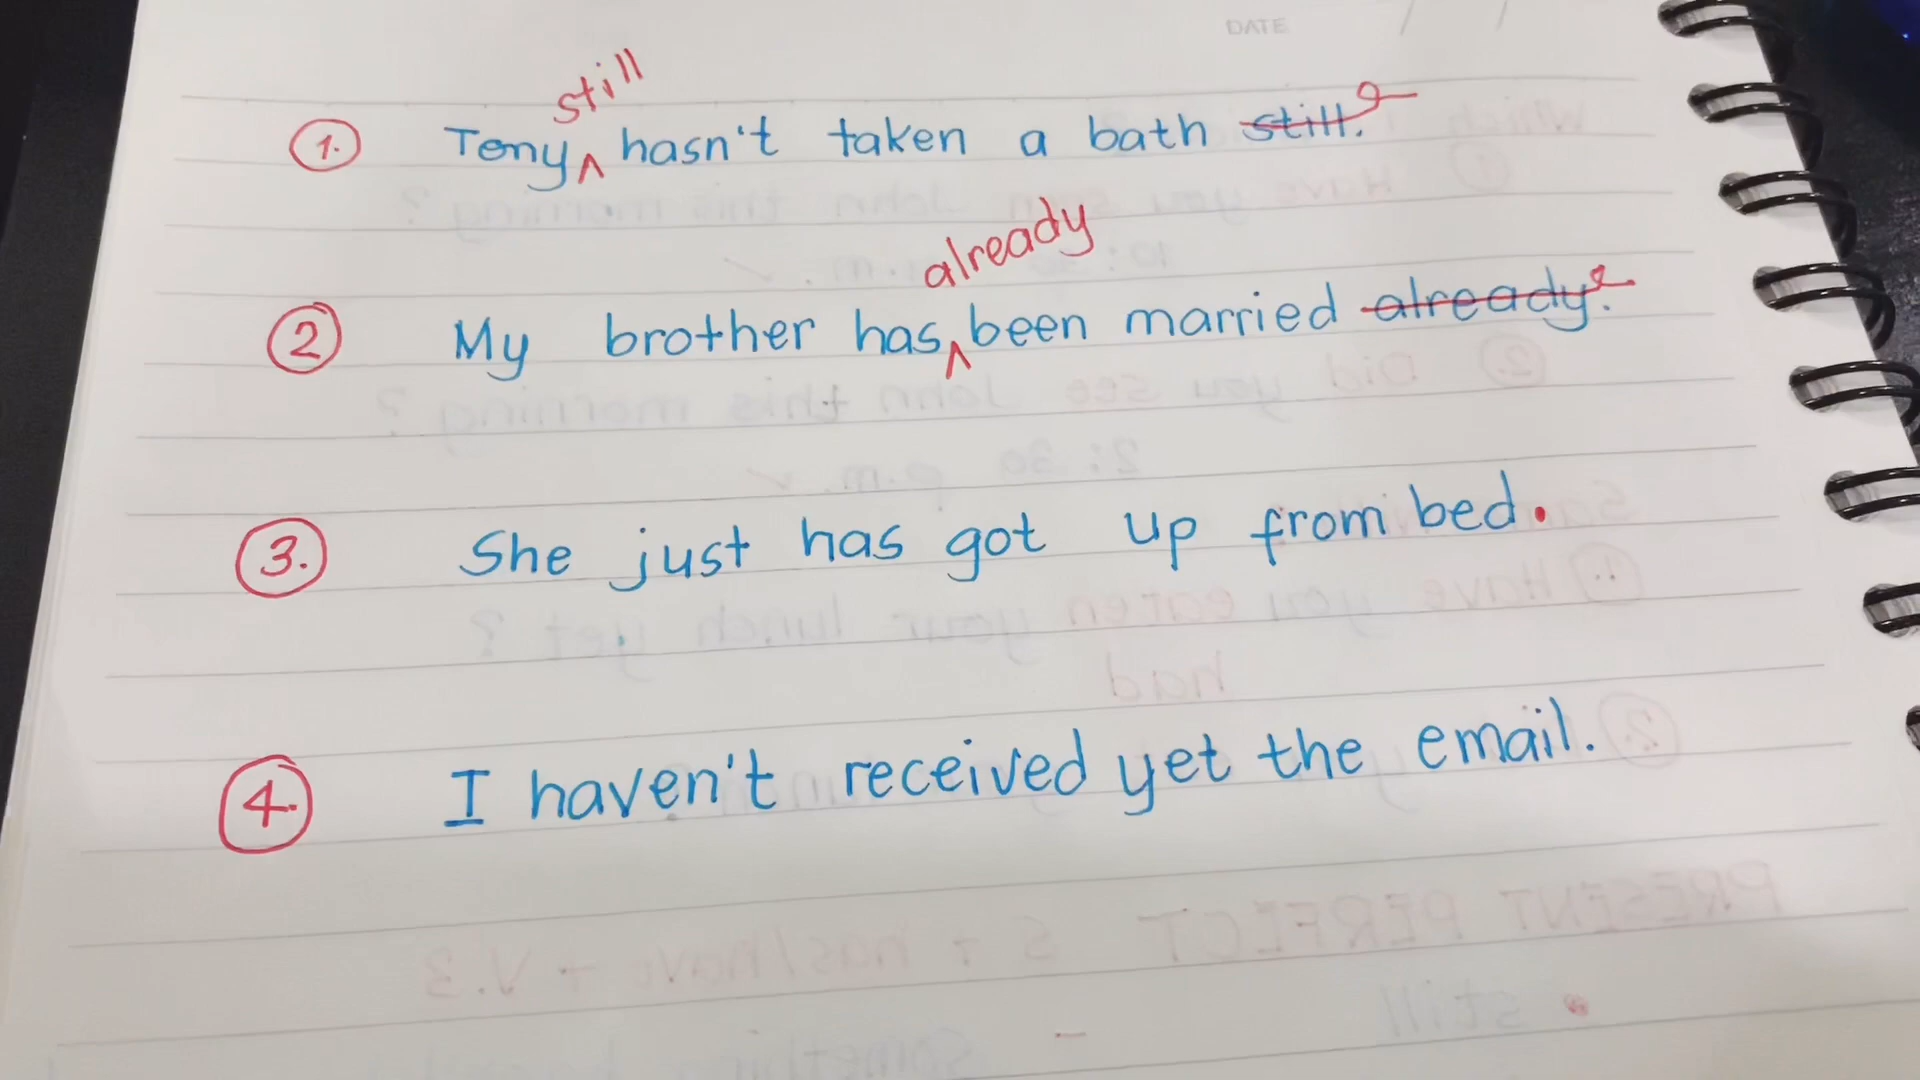 DATE / /
still
1. Tony ^ hasn't taken a bath still.
already
2 My brother has ^ been married already.
3. She just has got up from bed.
4. I haven't received yet the email.